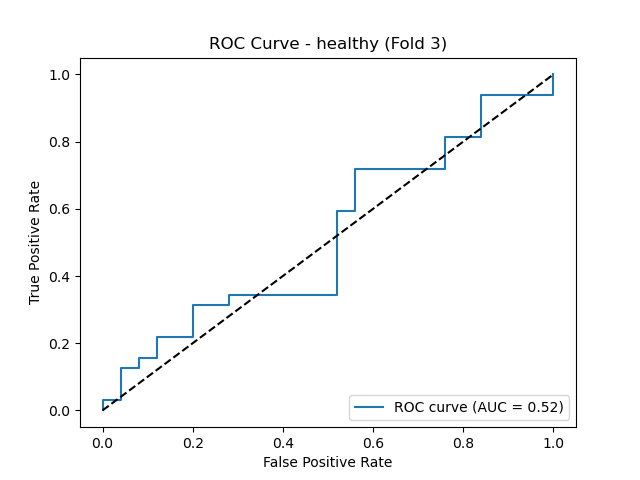 ROC Curve - healthy (Fold 3)
True Positive Rate
1.0
0.8
0.6
0.4
0.2
0.0
ROC curve (AUC = 0.52)
0.0 0.2 0.4 0.6 0.8 1.0
False Positive Rate